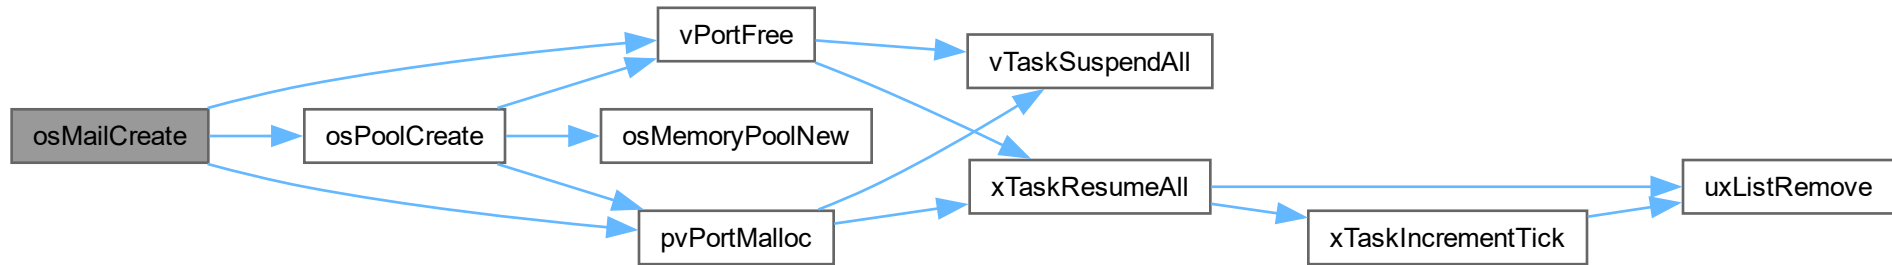 osMailCreate
osPoolCreate
vPortFree
osMemoryPoolNew
pvPortMalloc
vTaskSuspendAll
xTaskResumeAll
xTaskIncrementTick
uxListRemove